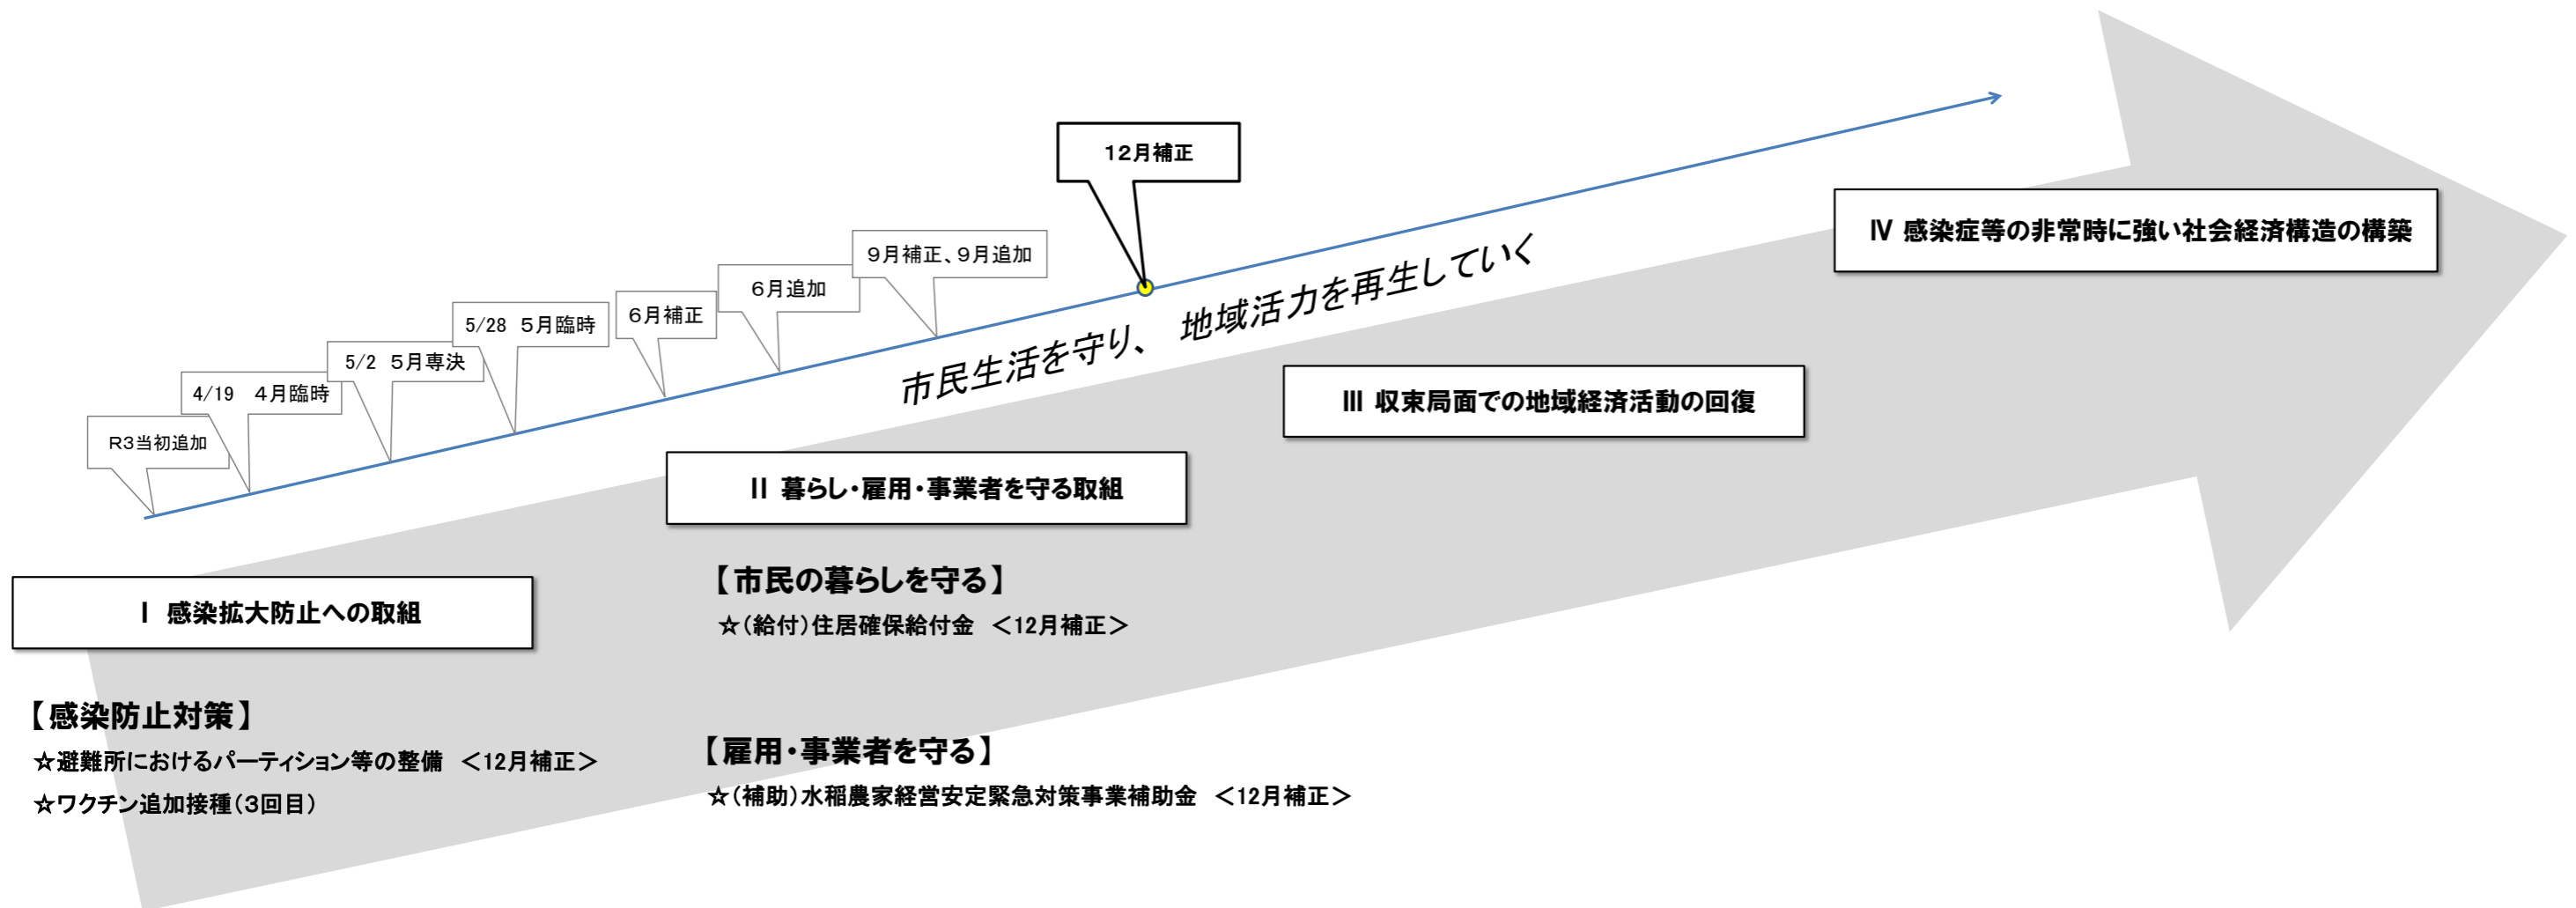 12月補正
Ⅳ 感染症等の非常時に強い社会経済構造の構築
9月補正、9月追加
6月追加
6月補正
5/28 5月臨時
5/2 5月専決
4/19 4月臨時
R3当初追加
市民生活を守り、 地域活力を再生していく
Ⅲ 収束局面での地域経済活動の回復
Ⅱ 暮らし・雇用・事業者を守る取組
【市民の暮らしを守る】
☆(給付)住居確保給付金 <12月補正>
【雇用・事業者を守る】
☆(補助)水稲農家経営安定緊急対策事業補助金 <12月補正>
Ⅰ 感染拡大防止への取組
【感染防止対策】
☆避難所におけるパーティション等の整備 <12月補正>
☆ワクチン追加接種(3回目)